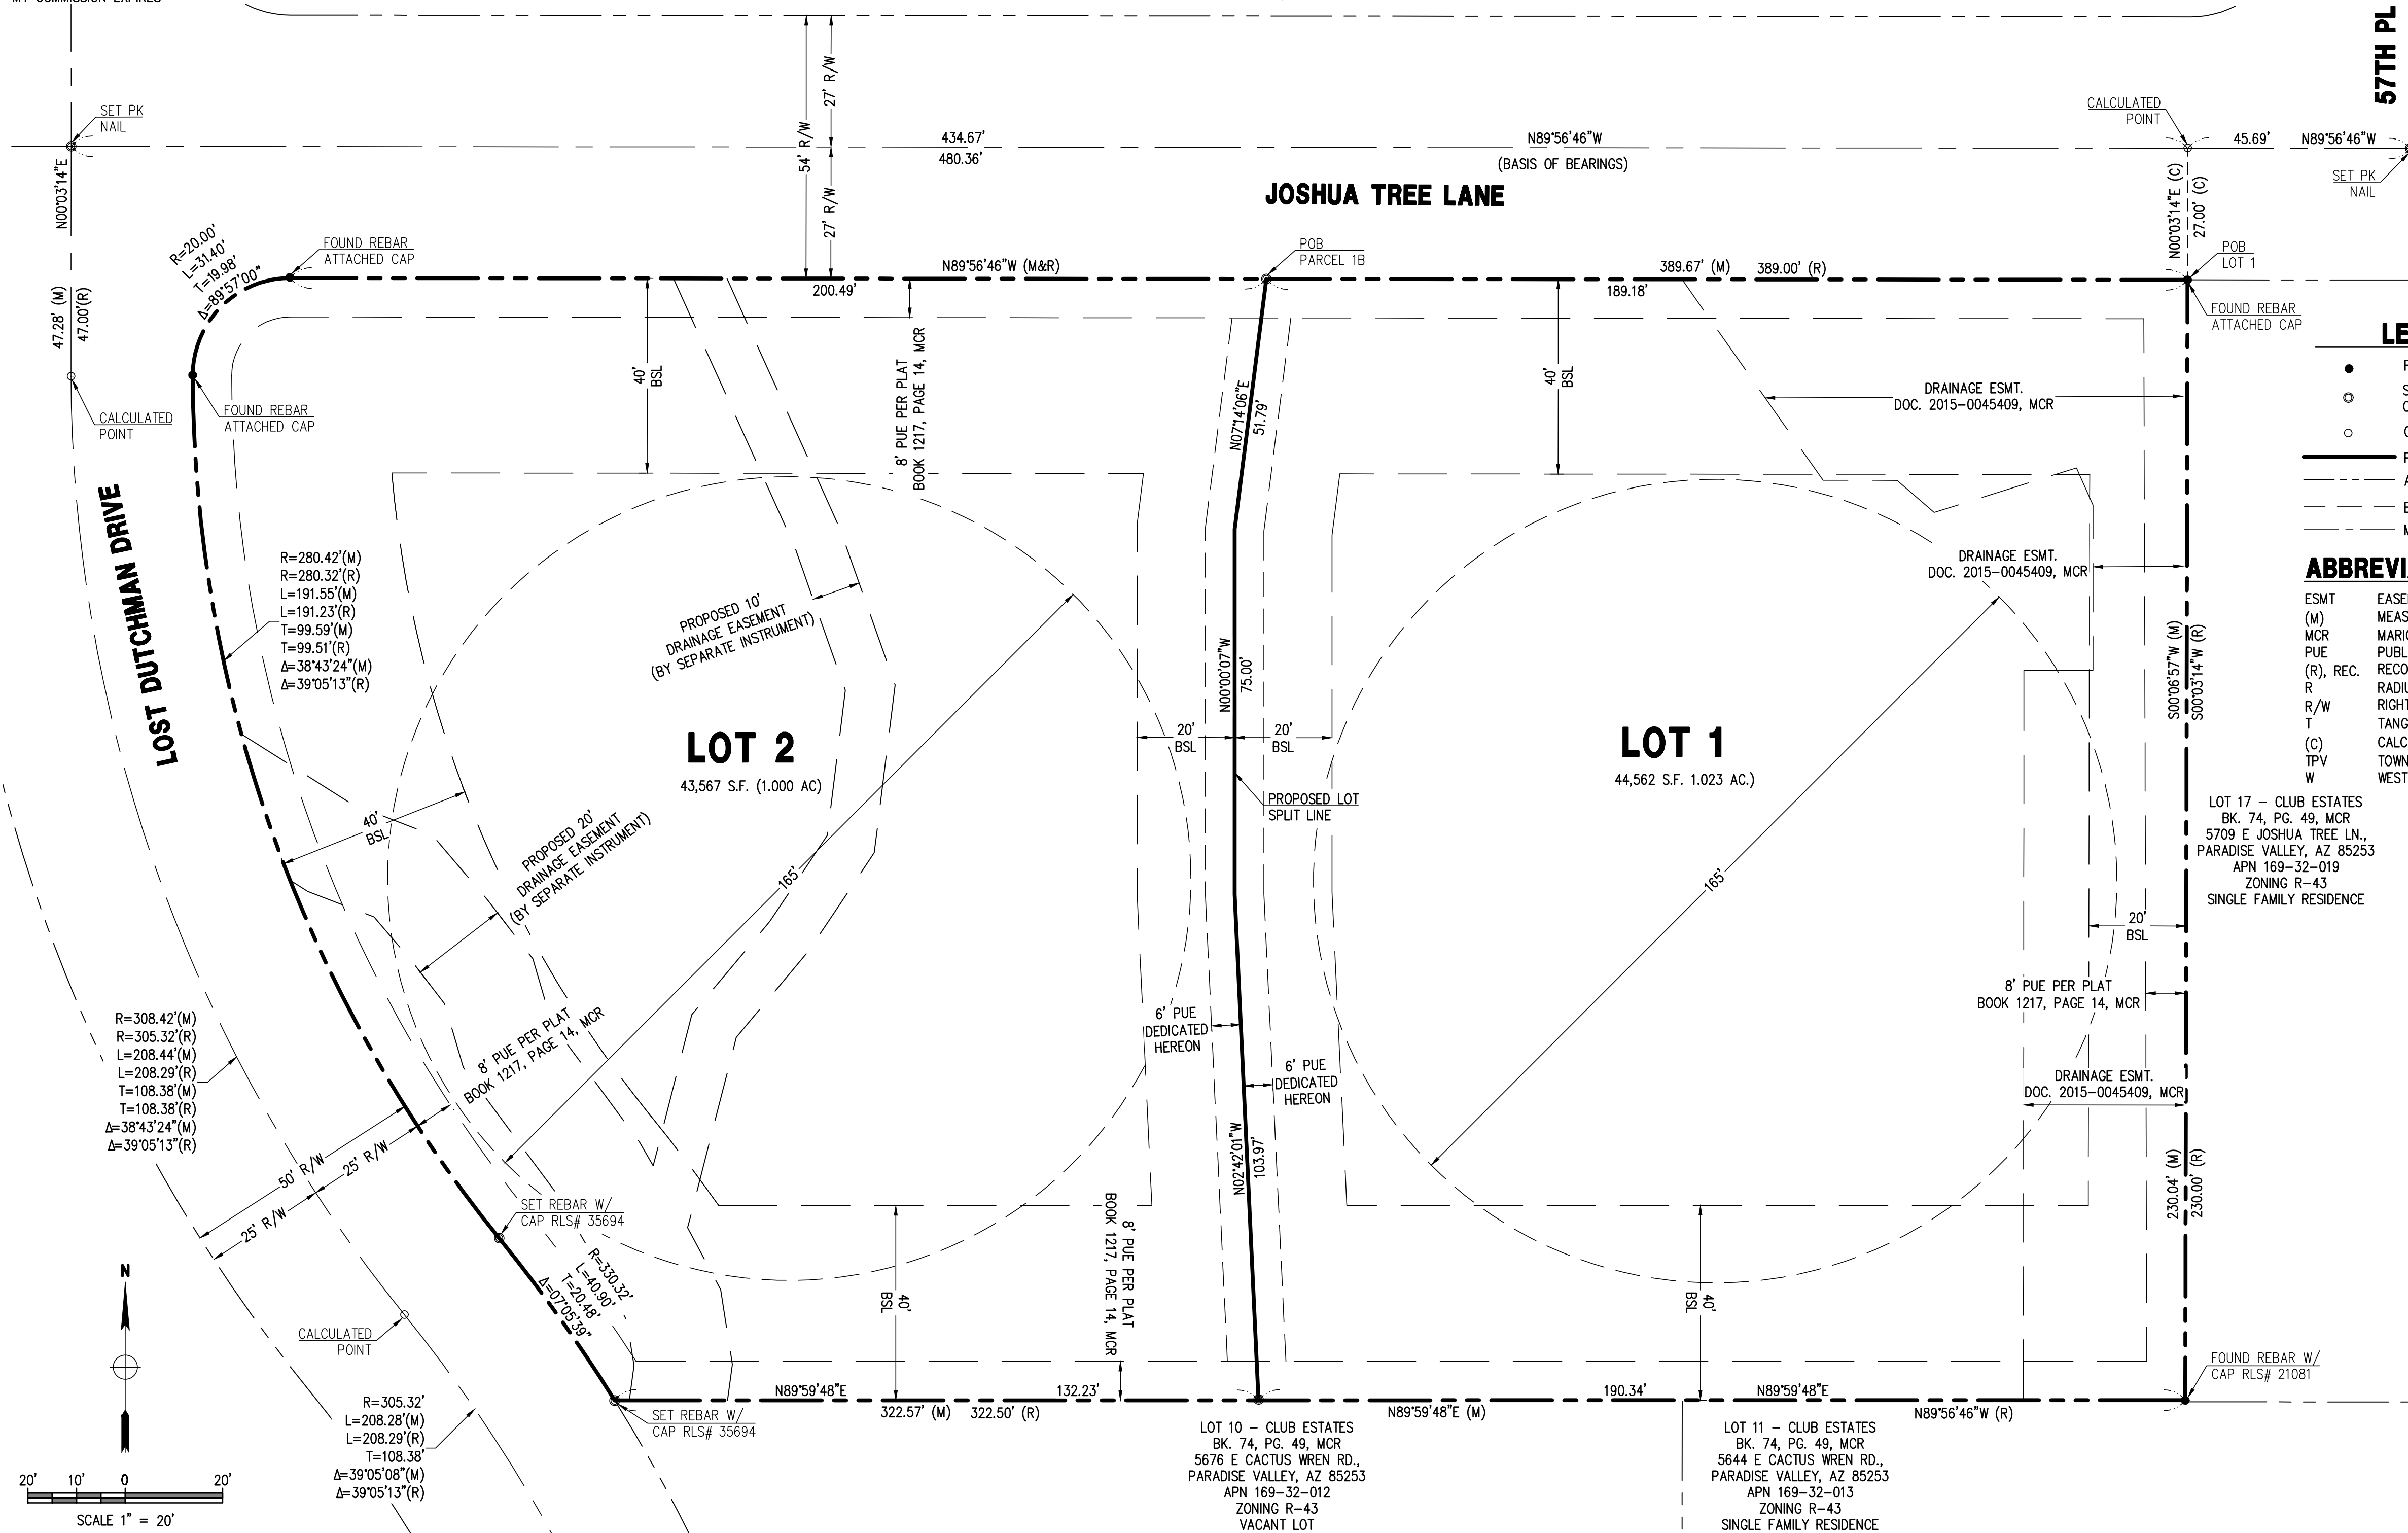 MY COMMISSION EXPIRES
57TH PL
SET PK
NAIL
54' R/W
27' R/W
27' R/W
434.67'
480.36'
N89°56'46"W
(BASIS OF BEARINGS)
CALCULATED
POINT
45.69'
N89°56'46"W
SET PK
NAIL
N00°03'14"E
JOSHUA TREE LANE
N00°03'14"E (C)
27.00' (C)
R=20.00'
L=31.40'
T=19.98'
Δ=89°57'00"
FOUND REBAR
ATTACHED CAP
N89°56'46"W (M&R)
200.49'
POB
PARCEL 1B
389.67' (M)
389.00' (R)
189.18'
POB
LOT 1
FOUND REBAR
ATTACHED CAP
47.28' (M)
47.00'(R)
CALCULATED
POINT
FOUND REBAR
ATTACHED CAP
40'
BSL
8' PUE PER PLAT
BOOK 1217, PAGE 14, MCR
N07°14'06"E
51.79'
40'
BSL
DRAINAGE ESMT.
DOC. 2015-0045409, MCR
LE
ABBREVI
ESMT EASE
(M) MEAS
MCR MARIC
PUE PUBL
(R), REC. RECO
R RADIU
R/W RIGHT
T TANG
(C) CALC
TPV TOWN
W WEST
LOST DUTCHMAN DRIVE
R=280.42'(M)
R=280.32'(R)
L=191.55'(M)
L=191.23'(R)
T=99.59'(M)
T=99.51'(R)
Δ=38°43'24"(M)
Δ=39°05'13"(R)
PROPOSED 10'
DRAINAGE EASEMENT
(BY SEPARATE INSTRUMENT)
DRAINAGE ESMT.
DOC. 2015-0045409, MCR
N00°00'07"W
75.00'
S00°06'57"W (M)
S00°03'14"W (R)
LOT 2
43,567 S.F. (1.000 AC)
20'
BSL
20'
BSL
LOT 1
44,562 S.F. 1.023 AC.)
PROPOSED LOT
SPLIT LINE
40'
BSL
PROPOSED 20'
DRAINAGE EASEMENT
(BY SEPARATE INSTRUMENT)
165'
165'
LOT 17 - CLUB ESTATES
BK. 74, PG. 49, MCR
5709 E JOSHUA TREE LN.,
PARADISE VALLEY, AZ 85253
APN 169-32-019
ZONING R-43
SINGLE FAMILY RESIDENCE
20'
BSL
8' PUE PER PLAT
BOOK 1217, PAGE 14, MCR
R=308.42'(M)
R=305.32'(R)
L=208.44'(M)
L=208.29'(R)
T=108.38'(M)
T=108.38'(R)
Δ=38°43'24"(M)
Δ=39°05'13"(R)
8' PUE PER PLAT
BOOK 1217, PAGE 14, MCR
6' PUE
DEDICATED
HEREON
6' PUE
DEDICATED
HEREON
DRAINAGE ESMT.
DOC. 2015-0045409, MCR
50' R/W
25' R/W
25' R/W
SET REBAR W/
CAP RLS# 35694
N02°42'01"W
103.97'
230.04' (M)
230.00' (R)
R=330.32'
L=40.90'
T=20.48'
Δ=07°05'39"
40'
BSL
8' PUE PER PLAT
BOOK 1217, PAGE 14, MCR
40'
BSL
N
CALCULATED
POINT
FOUND REBAR W/
CAP RLS# 21081
R=305.32'
L=208.28'(M)
L=208.29'(R)
T=108.38'
Δ=39°05'08"(M)
Δ=39°05'13"(R)
SET REBAR W/
CAP RLS# 35694
N89°59'48"E
132.23'
322.57' (M)
322.50' (R)
190.34'
N89°59'48"E
N89°59'48"E (M)
N89°56'46"W (R)
LOT 10 - CLUB ESTATES
BK. 74, PG. 49, MCR
5676 E CACTUS WREN RD.,
PARADISE VALLEY, AZ 85253
APN 169-32-012
ZONING R-43
VACANT LOT
LOT 11 - CLUB ESTATES
BK. 74, PG. 49, MCR
5644 E CACTUS WREN RD.,
PARADISE VALLEY, AZ 85253
APN 169-32-013
ZONING R-43
SINGLE FAMILY RESIDENCE
20' 10' 0 20'
SCALE 1" = 20'